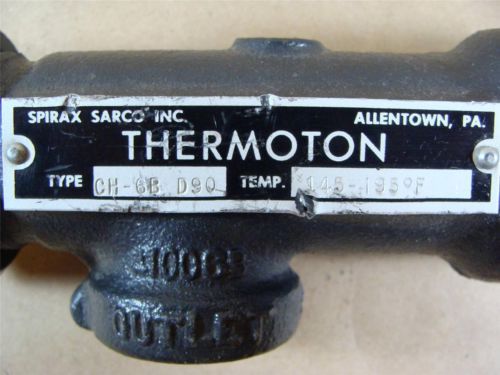 SPIRAX SARCO INC. ALLENTOWN, PA.
THERMOTON
TYPE CH-6B D90 TEMP. 145-195°F
OUTLET